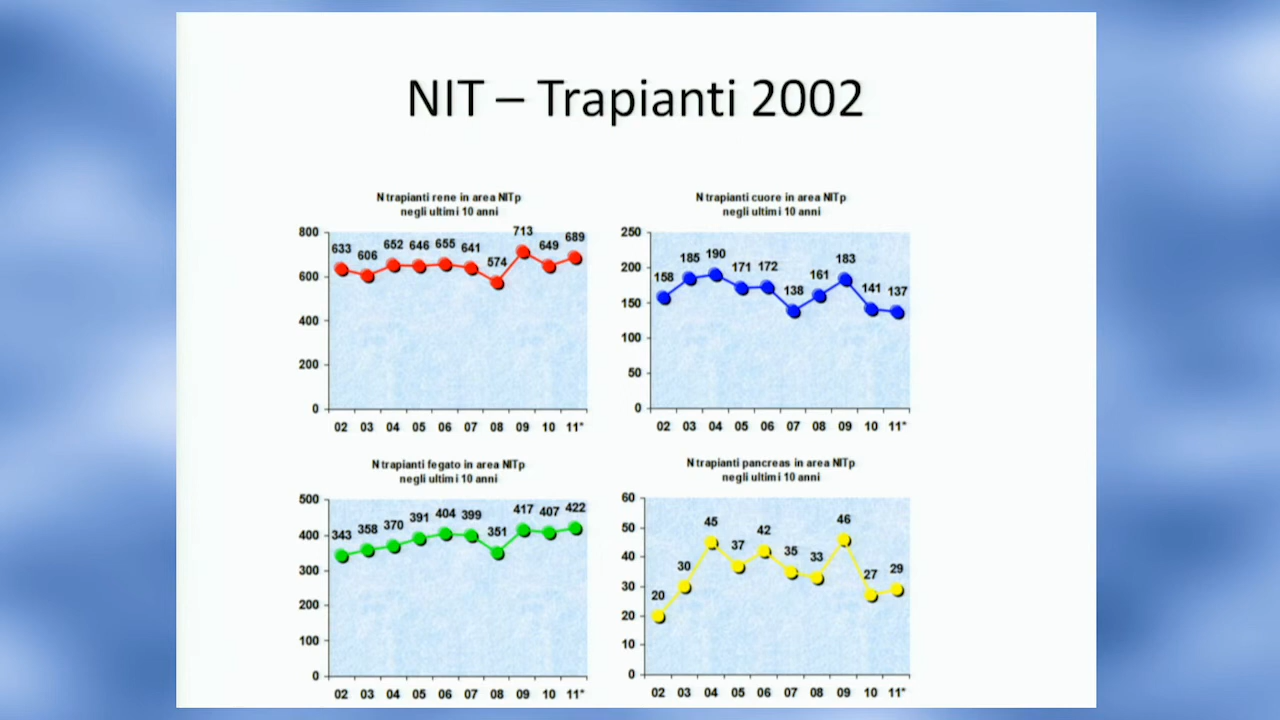 NIT – Trapianti 2002
N trapianti rene in area NITp
negli ultimi 10 anni
800
600
400
200
0
633 606 652 646 655 641 574 713 649 689
02 03 04 05 06 07 08 09 10 11*
N trapianti cuore in area NITp
negli ultimi 10 anni
250
200
150
100
50
0
158 185 190 171 172 138 161 183 141 137
02 03 04 05 06 07 08 09 10 11*
N trapianti fegato in area NITp
negli ultimi 10 anni
500
400
300
200
100
0
343 358 370 391 404 399 351 417 407 422
02 03 04 05 06 07 08 09 10 11*
N trapianti pancreas in area NITp
negli ultimi 10 anni
60
50
40
30
20
10
0
20 30 45 37 42 35 33 46 27 29
02 03 04 05 06 07 08 09 10 11*